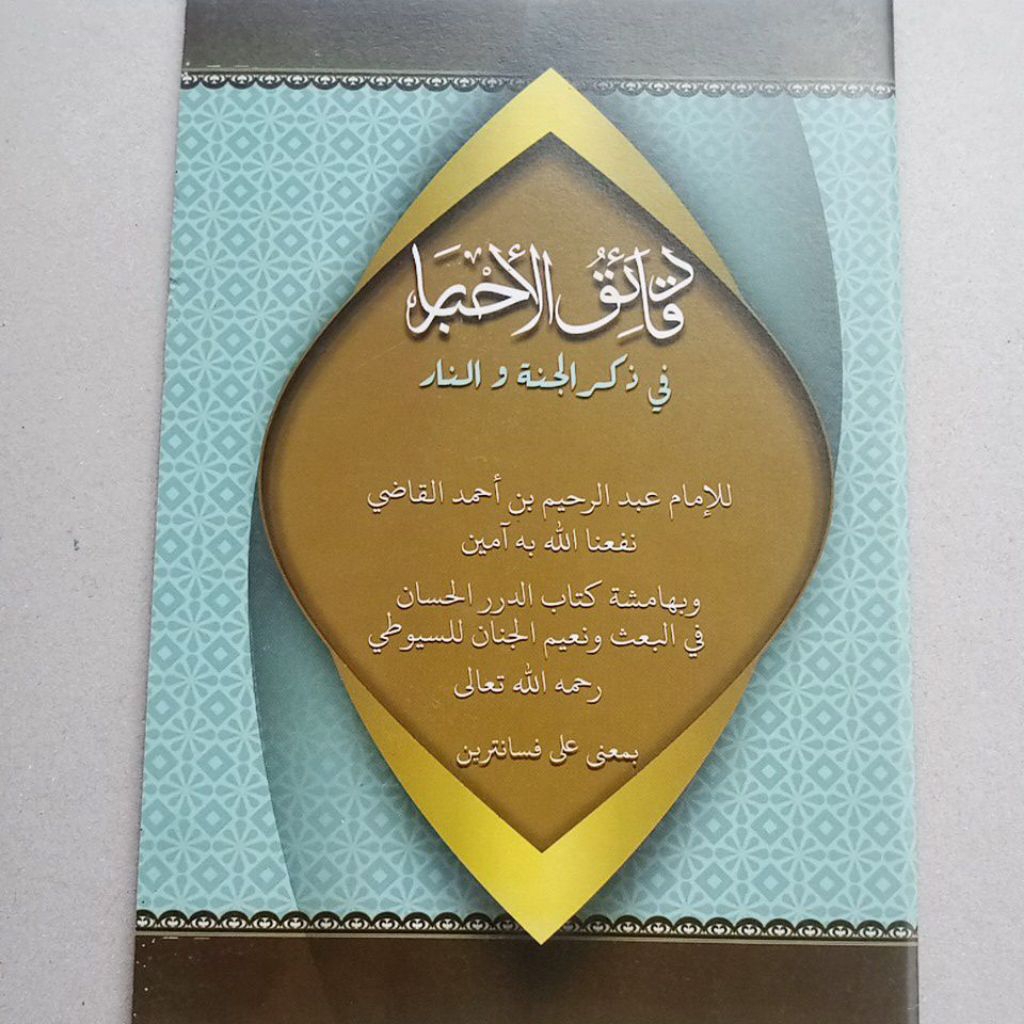 دقائق الأخبار
في ذكر الجنة و النار
للإمام عبد الرحيم بن أحمد القاضي
نفعنا الله به آمين
وبهامشة كتاب الدرر الحسان
في البعث ونعيم الجنان للسيوطي
رحمه الله تعالى
بمعنى على فسانترين